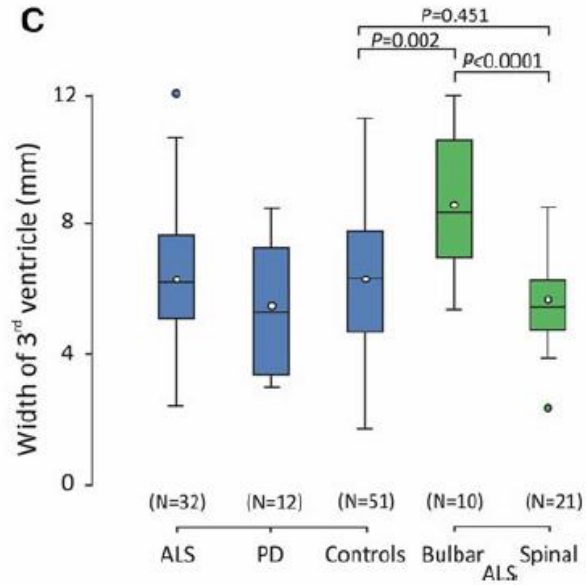 C
P=0.451
P=0.002
P<0.0001
12
8
4
0
Width of 3rd ventricle (mm)
(N=32) (N=12) (N=51) (N=10) (N=21)
ALS PD Controls Bulbar Spinal
ALS